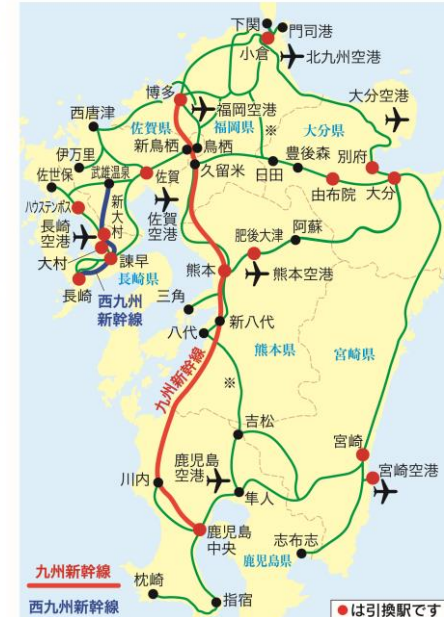 下関
門司港
小倉
北九州空港
博多
福岡空港
大分空港
西唐津
佐賀県
福岡県
※
大分県
新鳥栖
鳥栖
伊万里
武雄温泉
佐世保
佐賀
久留米
日田
豊後森
別府
由布院
大分
ハウステンボス
新大村
長崎空港
佐賀空港
大村
諫早
長崎県
長崎
西九州新幹線
肥後大津
阿蘇
熊本
熊本空港
三角
八代
新八代
熊本県
宮崎県
九州新幹線
※
吉松
宮崎
宮崎空港
川内
鹿児島空港
隼人
鹿児島中央
志布志
鹿児島県
枕崎
指宿
九州新幹線
西九州新幹線
●は引換駅です